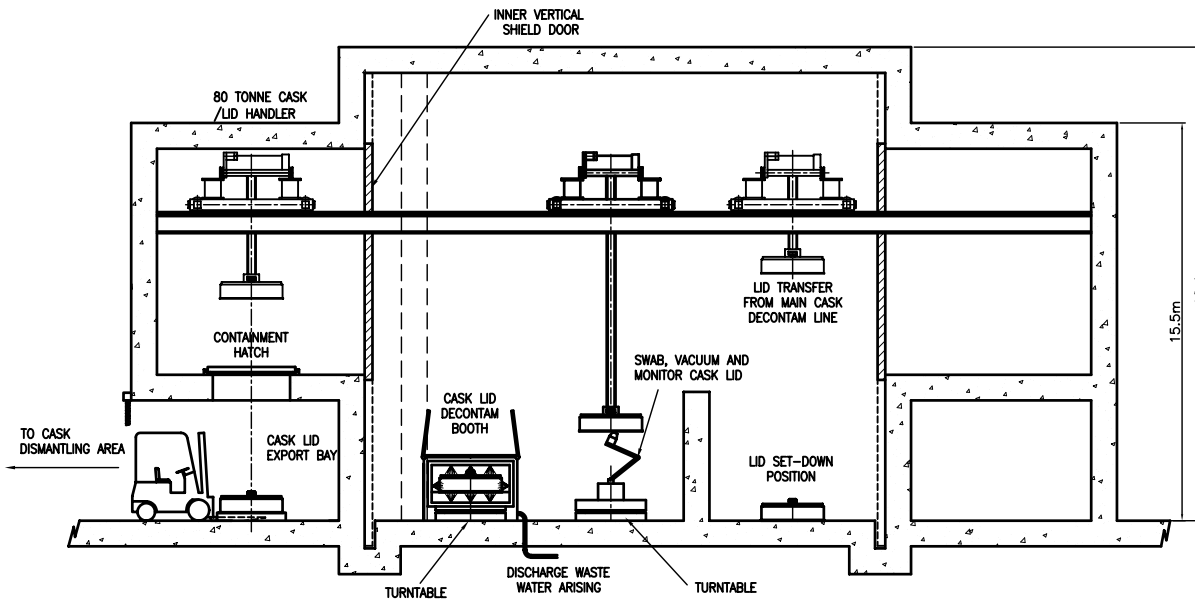 INNER VERTICAL
SHIELD DOOR
80 TONNE CASK
LID HANDLER
LID TRANSFER
FROM MAIN CASK
DECONTAM LINE
15.5m
CONTAINMENT
HATCH
SWAB, VACUUM AND
MONITOR CASK LID
CASK LID
DECONTAM
BOOTH
TO CASK
DISMANTLING AREA
CASK LID
EXPORT BAY
LID SET-DOWN
POSITION
DISCHARGE WASTE
WATER ARISING
TURNTABLE
TURNTABLE